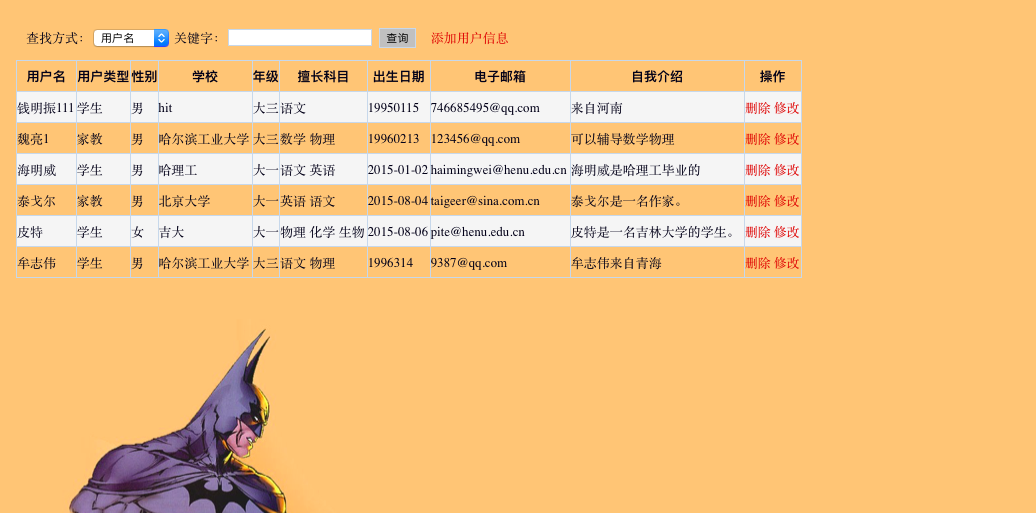 查找方式： 用户名 关键字： 查询 添加用户信息
用户名 用户类型 性别 学校 年级 擅长科目 出生日期 电子邮箱 自我介绍 操作
钱明振111 学生 男 hit 大三 语文 19950115 746685495@qq.com 来自河南 删除 修改
魏亮1 家教 男 哈尔滨工业大学 大三 数学 物理 19960213 123456@qq.com 可以辅导数学物理 删除 修改
海明威 学生 男 哈理工 大一 语文 英语 2015-01-02 haimingwei@henu.edu.cn 海明威是哈理工毕业的 删除 修改
泰戈尔 家教 男 北京大学 大一 英语 语文 2015-08-04 taigeer@sina.com.cn 泰戈尔是一名作家。 删除 修改
皮特 学生 女 吉大 大一 物理 化学 生物 2015-08-06 pite@henu.edu.cn 皮特是一名吉林大学的学生。 删除 修改
牟志伟 学生 男 哈尔滨工业大学 大三 语文 物理 1996314 9387@qq.com 牟志伟来自青海 删除 修改